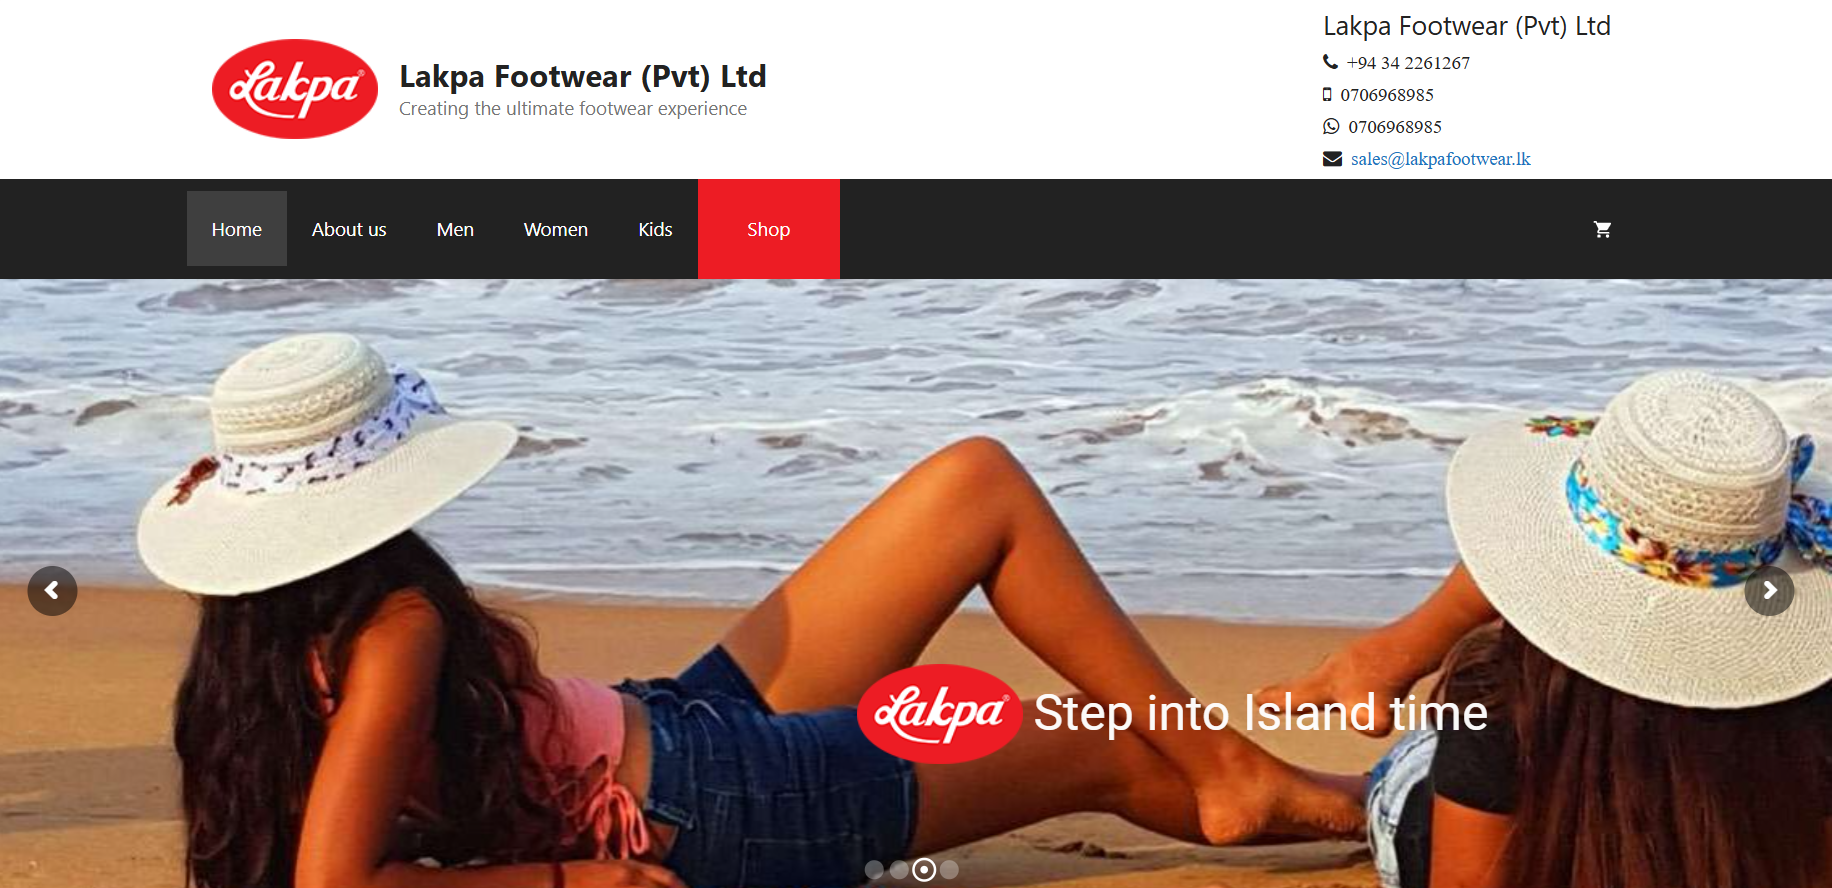 Lakpa®
Lakpa Footwear (Pvt) Ltd
Creating the ultimate footwear experience
Lakpa Footwear (Pvt) Ltd
+94 34 2261267
0706968985
0706968985
sales@lakpafootwear.lk
Home About us Men Women Kids Shop
Lakpa® Step into Island time